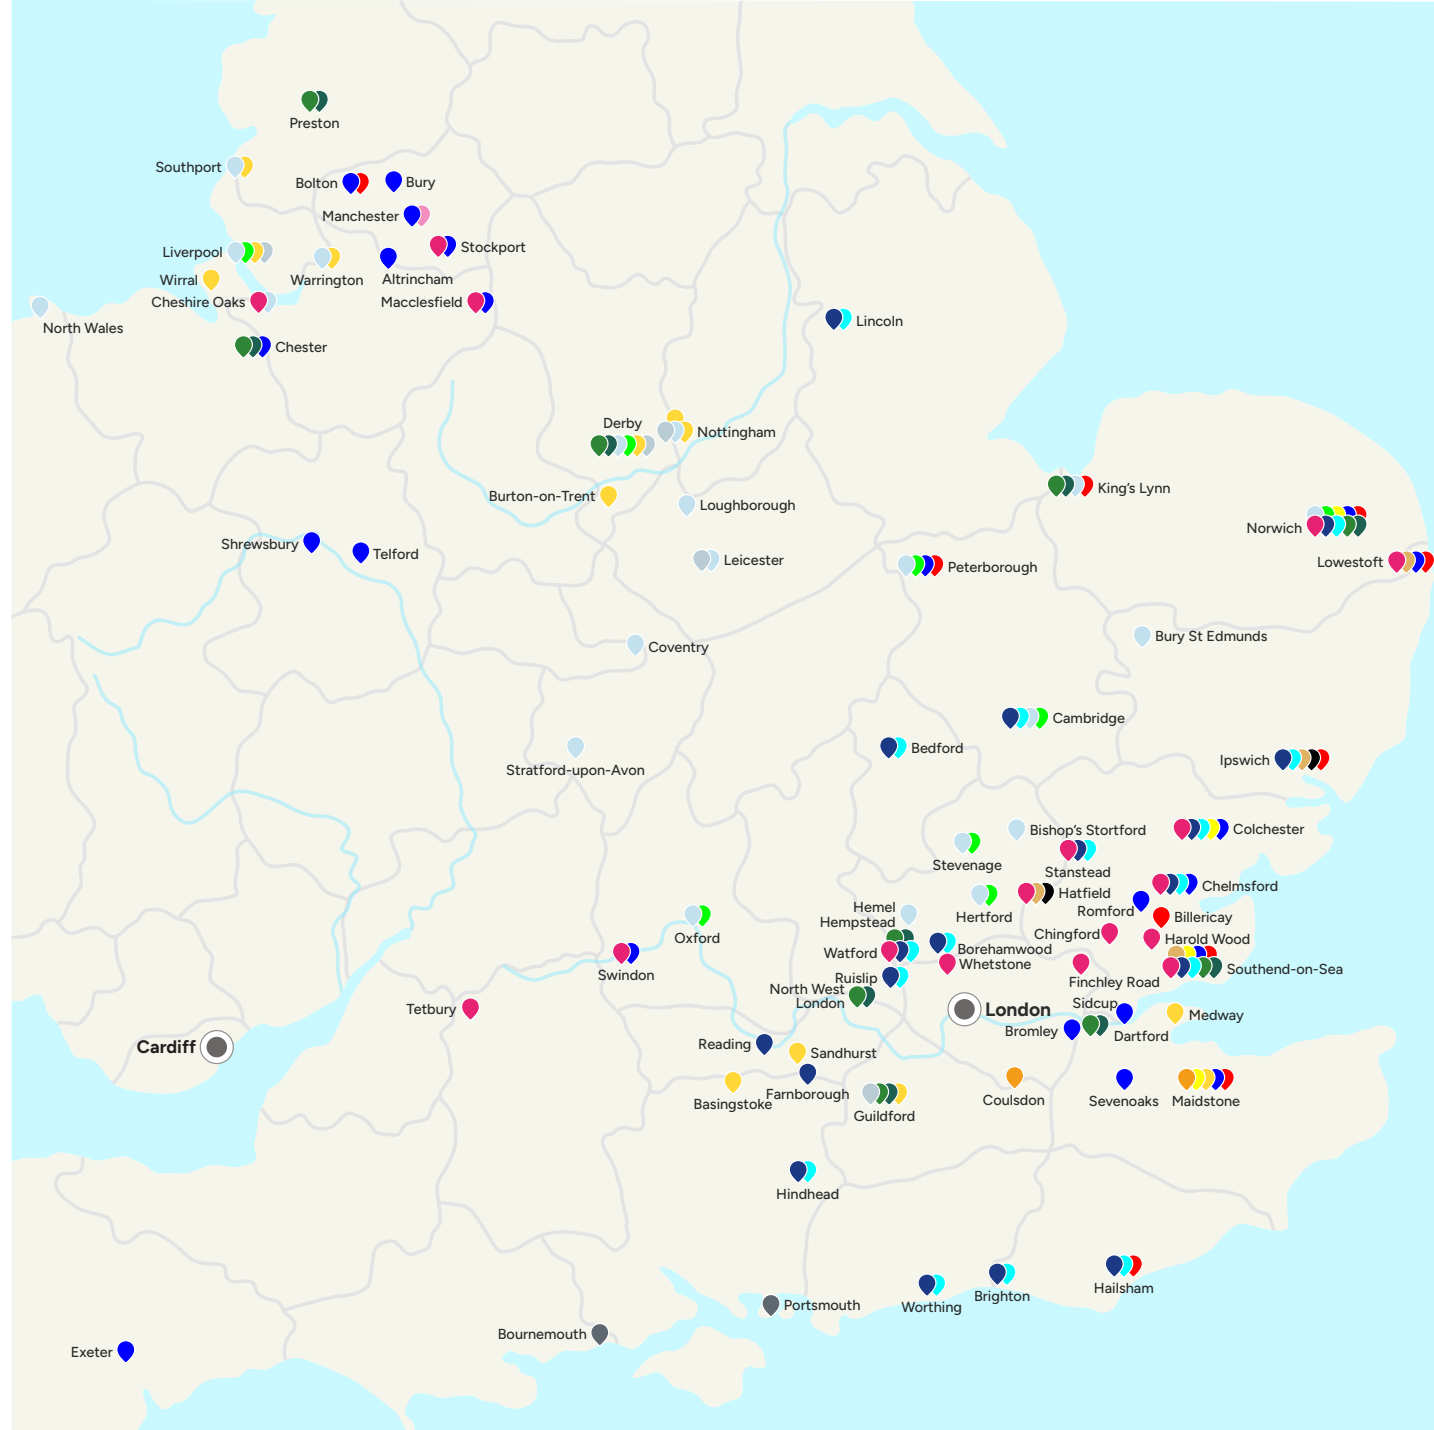 Preston
Southport
Bolton
Bury
Manchester
Stockport
Liverpool
Warrington
Altrincham
Wirral
Cheshire Oaks
Macclesfield
North Wales
Lincoln
Chester
Derby
Nottingham
Burton-on-Trent
Loughborough
King's Lynn
Norwich
Shrewsbury
Telford
Leicester
Peterborough
Lowestoft
Coventry
Bury St Edmunds
Cambridge
Bedford
Stratford-upon-Avon
Ipswich
Bishop's Stortford
Colchester
Stevenage
Stanstead
Hatfield
Chelmsford
Hemel
Hempstead
Hertford
Romford
Billericay
Oxford
Chingford
Harold Wood
Watford
Borehamwood
Whetstone
Swindon
Ruislip
Finchley Road
Southend-on-Sea
North West
London
Tetbury
London
Sidcup
Medway
Bromley
Dartford
Cardiff
Reading
Sandhurst
Farnborough
Basingstoke
Guildford
Coulsdon
Sevenoaks
Maidstone
Hindhead
Hailsham
Brighton
Worthing
Portsmouth
Bournemouth
Exeter